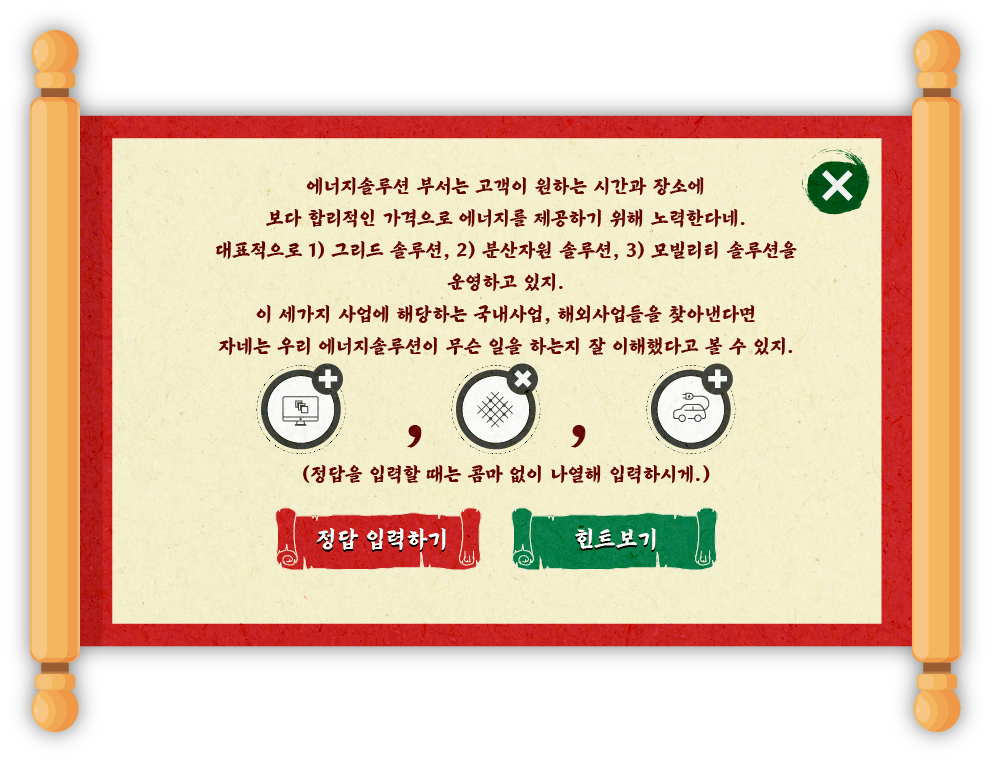 에너지솔루션 부서는 고객이 원하는 시간과 장소에
보다 합리적인 가격으로 에너지를 제공하기 위해 노력한다네.
대표적으로 1) 그리드 솔루션, 2) 분산자원 솔루션, 3) 모빌리티 솔루션을
운영하고 있지.
이 세가지 사업에 해당하는 국내사업, 해외사업들을 찾아낸다면
자네는 우리 에너지솔루션이 무슨 일을 하는지 잘 이해했다고 볼 수 있지.
, ,
(정답을 입력할 때는 콤마 없이 나열해 입력하시게.)
정답 입력하기
힌트보기